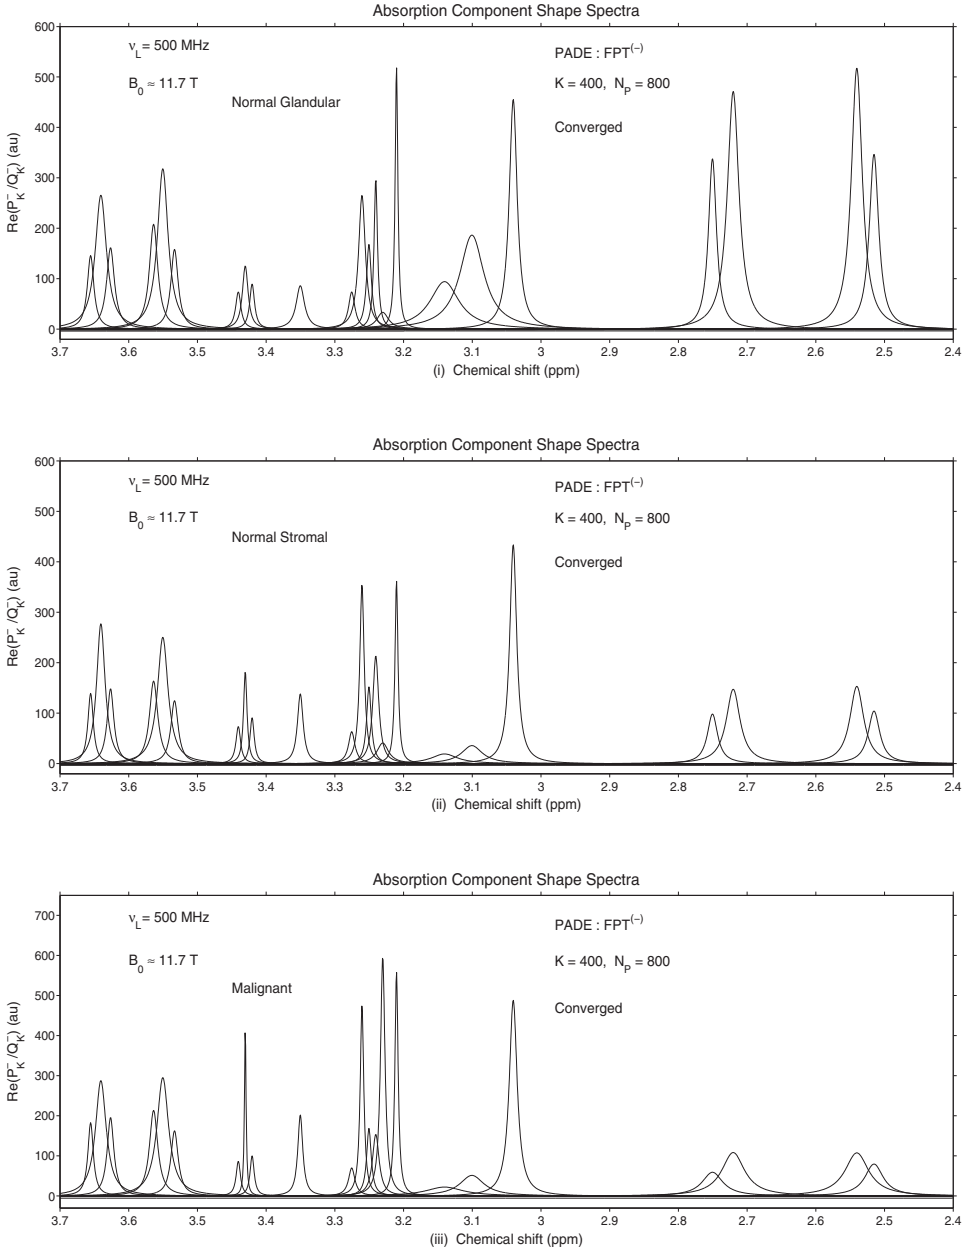 Absorption Component Shape Spectra
600
500
400
300
200
100
0
Re(P_K^- /Q_K^-) (au)
ν_L = 500 MHz
B_0 ≈ 11.7 T
Normal Glandular
PADE : FPT^(−)
K = 400, N_P = 800
Converged
3.7 3.6 3.5 3.4 3.3 3.2 3.1 3 2.9 2.8 2.7 2.6 2.5 2.4
(i) Chemical shift (ppm)
Absorption Component Shape Spectra
600
500
400
300
200
100
0
Re(P_K^- /Q_K^-) (au)
ν_L = 500 MHz
B_0 ≈ 11.7 T
Normal Stromal
PADE : FPT^(−)
K = 400, N_P = 800
Converged
3.7 3.6 3.5 3.4 3.3 3.2 3.1 3 2.9 2.8 2.7 2.6 2.5 2.4
(ii) Chemical shift (ppm)
Absorption Component Shape Spectra
700
600
500
400
300
200
100
0
Re(P_K^- /Q_K^-) (au)
ν_L = 500 MHz
B_0 ≈ 11.7 T
Malignant
PADE : FPT^(−)
K = 400, N_P = 800
Converged
3.7 3.6 3.5 3.4 3.3 3.2 3.1 3 2.9 2.8 2.7 2.6 2.5 2.4
(iii) Chemical shift (ppm)